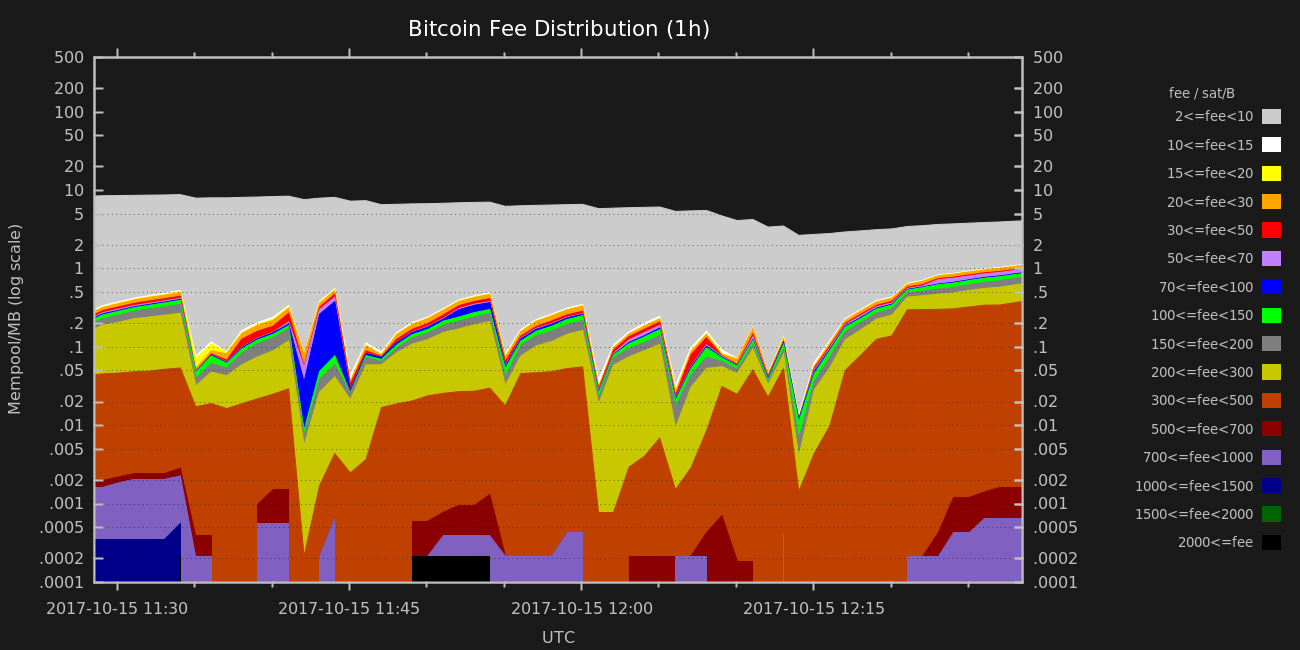 Bitcoin Fee Distribution (1h)
500 500
200 200
100 100
50 50
20 20
10 10
5 5
2 2
1 1
.5 .5
.2 .2
.1 .1
.05 .05
.02 .02
.01 .01
.005 .005
.002 .002
.001 .001
.0005 .0005
.0002 .0002
.0001 .0001
Mempool/MB (log scale)
2017-10-15 11:30 2017-10-15 11:45 2017-10-15 12:00 2017-10-15 12:15
UTC
fee / sat/B
2<=fee<10
10<=fee<15
15<=fee<20
20<=fee<30
30<=fee<50
50<=fee<70
70<=fee<100
100<=fee<150
150<=fee<200
200<=fee<300
300<=fee<500
500<=fee<700
700<=fee<1000
1000<=fee<1500
1500<=fee<2000
2000<=fee